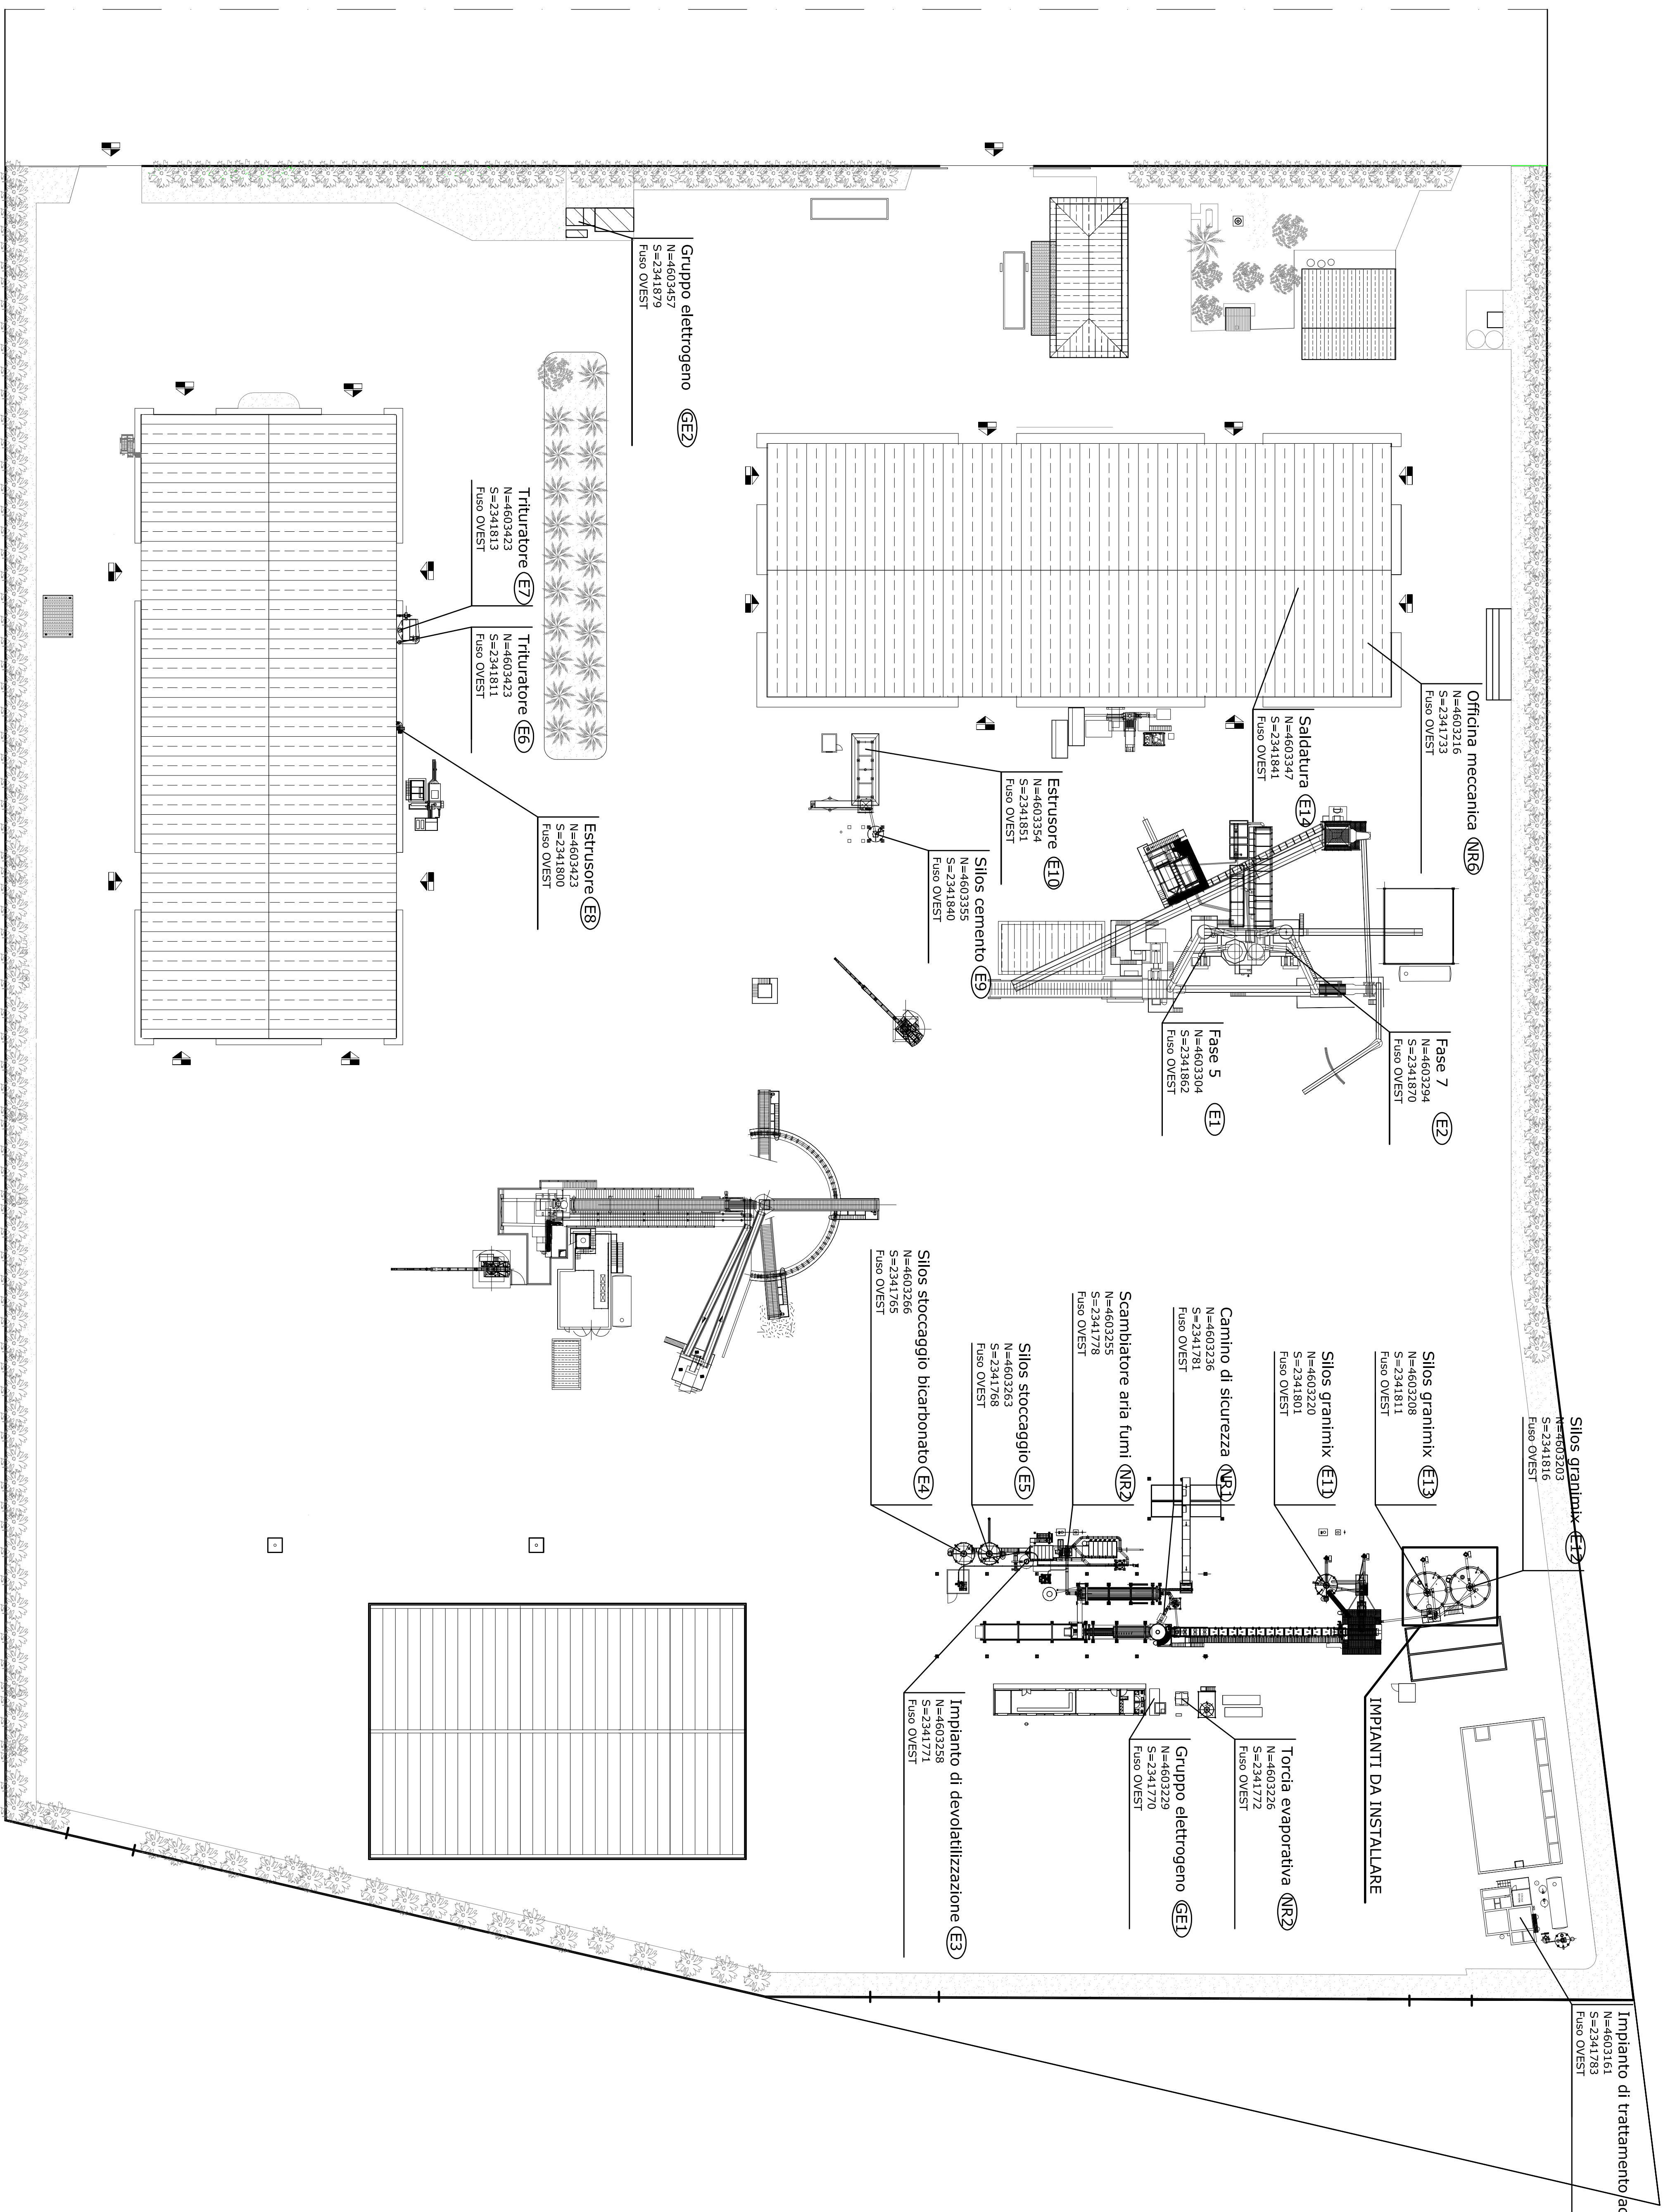 Gruppo elettrogeno GE2
N=4603457
S=2341879
Fuso OVEST
Trituratore E7
N=4603423
S=2341813
Fuso OVEST
Trituratore E6
N=4603423
S=2341811
Fuso OVEST
Estrusore E8
N=4603423
S=2341800
Fuso OVEST
Officina meccanica NR6
N=4603216
S=2341733
Fuso OVEST
Saldatura E14
N=4603347
S=2341841
Fuso OVEST
Estrusore E10
N=4603354
S=2341851
Fuso OVEST
Silos cemento E9
N=4603355
S=2341840
Fuso OVEST
Fase 7 E2
N=4603294
S=2341870
Fuso OVEST
Fase 5 E1
N=4603304
S=2341862
Fuso OVEST
Silos granimix E12
N=4603203
S=2341816
Fuso OVEST
Silos granimix E13
N=4603208
S=2341811
Fuso OVEST
Silos granimix E11
N=4603220
S=2341801
Fuso OVEST
Camino di sicurezza NR1
N=4603236
S=2341781
Fuso OVEST
Scambiatore aria fumi NR2
N=4603255
S=2341778
Fuso OVEST
Silos stoccaggio E5
N=4603263
S=2341768
Fuso OVEST
Silos stoccaggio bicarbonato E4
N=4603266
S=2341765
Fuso OVEST
IMPIANTI DA INSTALLARE
Torcia evaporativa NR2
N=4603226
S=2341772
Fuso OVEST
Gruppo elettrogeno GE1
N=4603229
S=2341770
Fuso OVEST
Impianto di devolatilizzazione E3
N=4603258
S=2341771
Fuso OVEST
Impianto di trattamento ac
N=4603161
S=2341783
Fuso OVEST